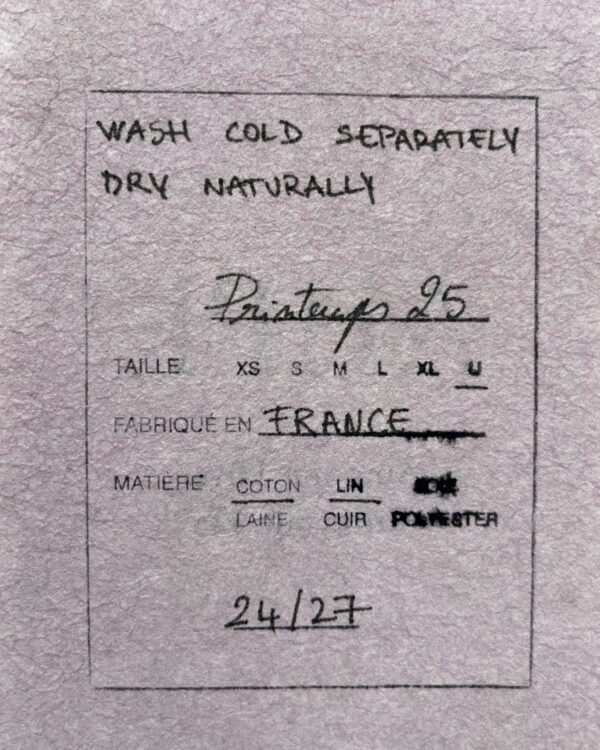 WASH COLD SEPARATELY
DRY NATURALLY
Printemps 25
TAILLE XS S M L XL U
FABRIQUÉ EN FRANCE
MATIÈRE COTON LIN
LAINE CUIR POLYESTER
24/27